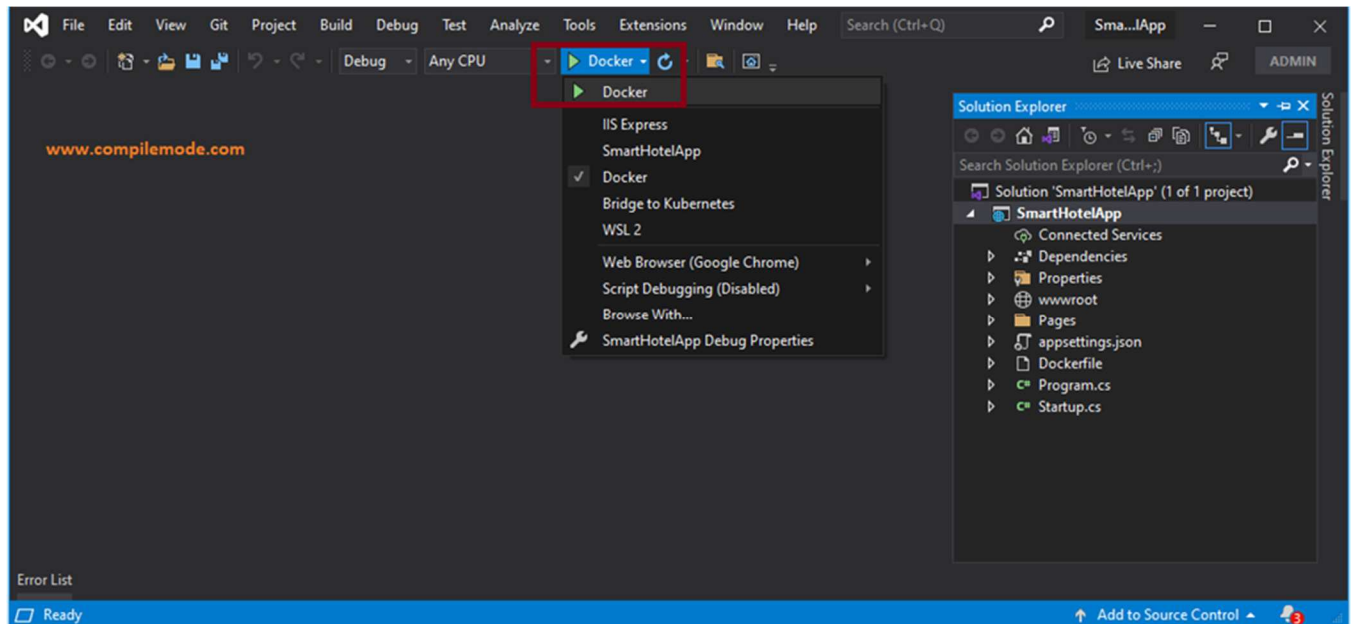 File Edit View Git Project Build Debug Test Analyze Tools Extensions Window Help Search (Ctrl+Q) Sma...lApp
Debug Any CPU Docker Live Share ADMIN
Docker
IIS Express
SmartHotelApp
Docker
Bridge to Kubernetes
WSL 2
Web Browser (Google Chrome)
Script Debugging (Disabled)
Browse With...
SmartHotelApp Debug Properties
www.compilemode.com
Solution Explorer
Search Solution Explorer (Ctrl+;)
Solution 'SmartHotelApp' (1 of 1 project)
SmartHotelApp
Connected Services
Dependencies
Properties
wwwroot
Pages
appsettings.json
Dockerfile
C# Program.cs
C# Startup.cs
Solution Explorer
Error List
Ready Add to Source Control 3